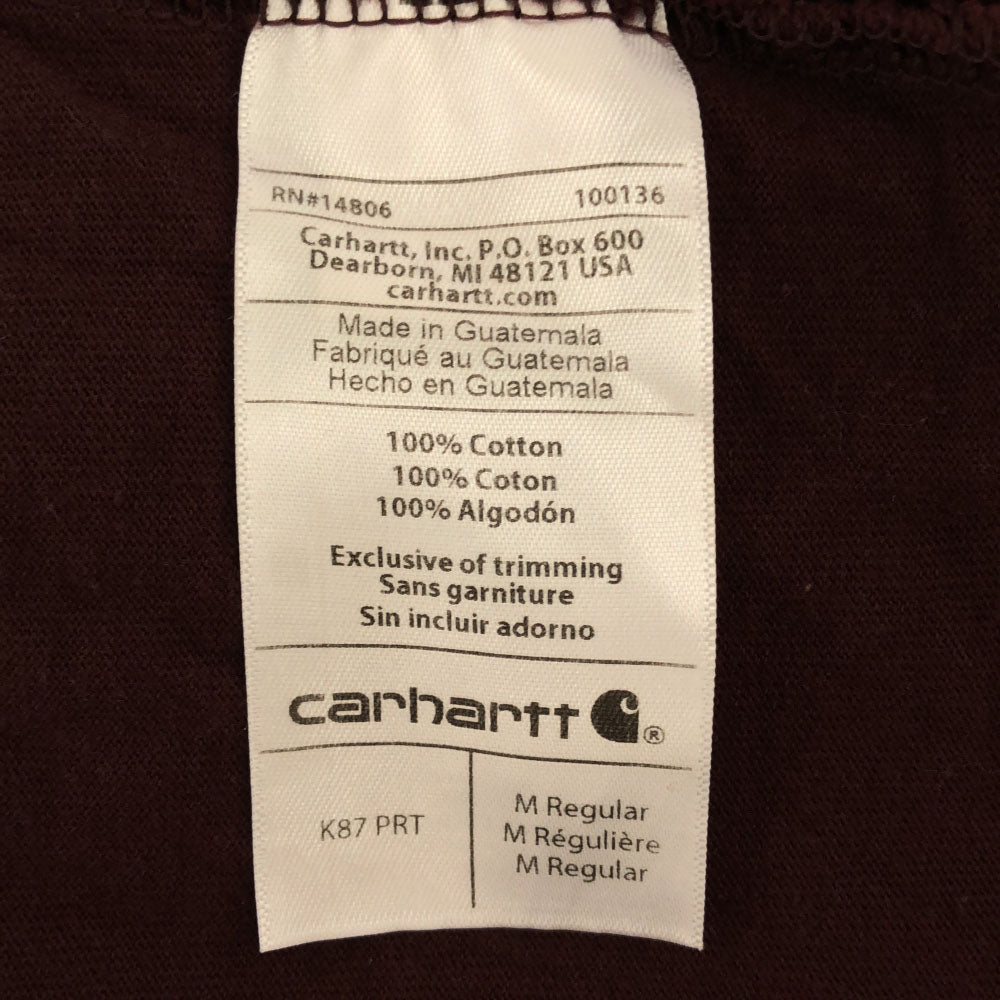 RN#14806 100136
Carhartt, Inc. P.O. Box 600
Dearborn, MI 48121 USA
carhartt.com
Made in Guatemala
Fabriqué au Guatemala
Hecho en Guatemala
100% Cotton
100% Coton
100% Algodón
Exclusive of trimming
Sans garniture
Sin incluir adorno
carhartt ®
K87 PRT
M Regular
M Régulière
M Regular